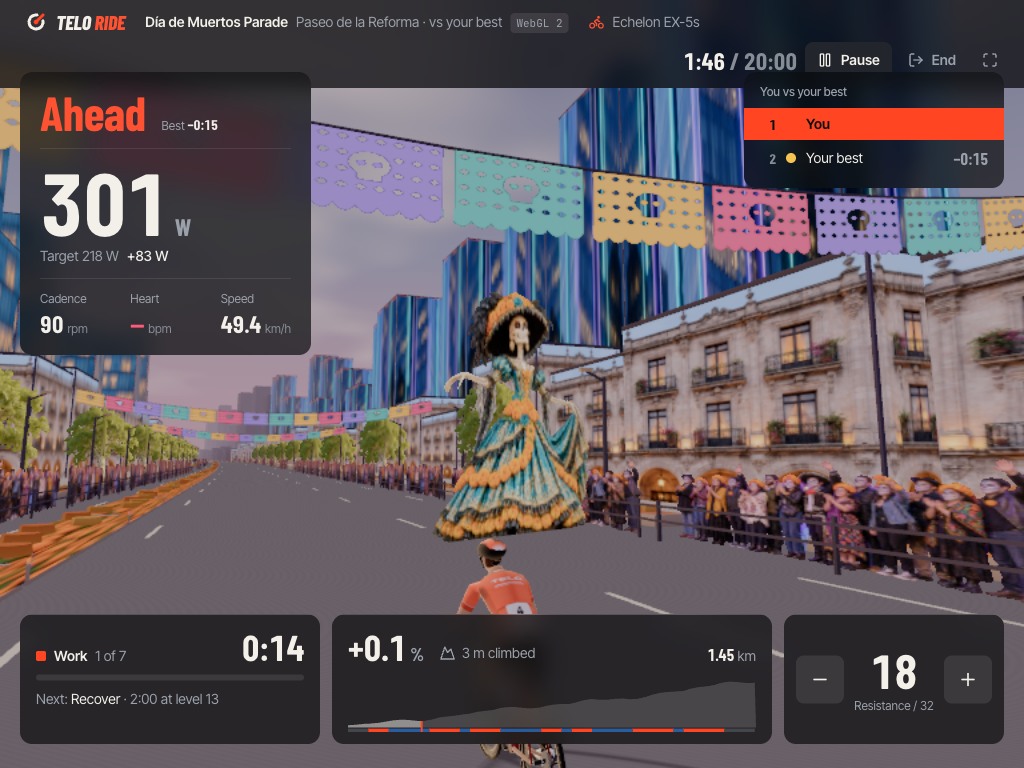 TELO RIDE Día de Muertos Parade Paseo de la Reforma · vs your best WebGL 2 Echelon EX-5s
1:46 / 20:00 Pause End
Ahead Best −0:15
You vs your best
1 You
2 Your best −0:15
301 W
Target 218 W +83 W
Cadence Heart Speed
90 rpm — bpm 49.4 km/h
Work 1 of 7 0:14
Next: Recover · 2:00 at level 13
+0.1 % 3 m climbed 1.45 km
− 18 +
Resistance / 32